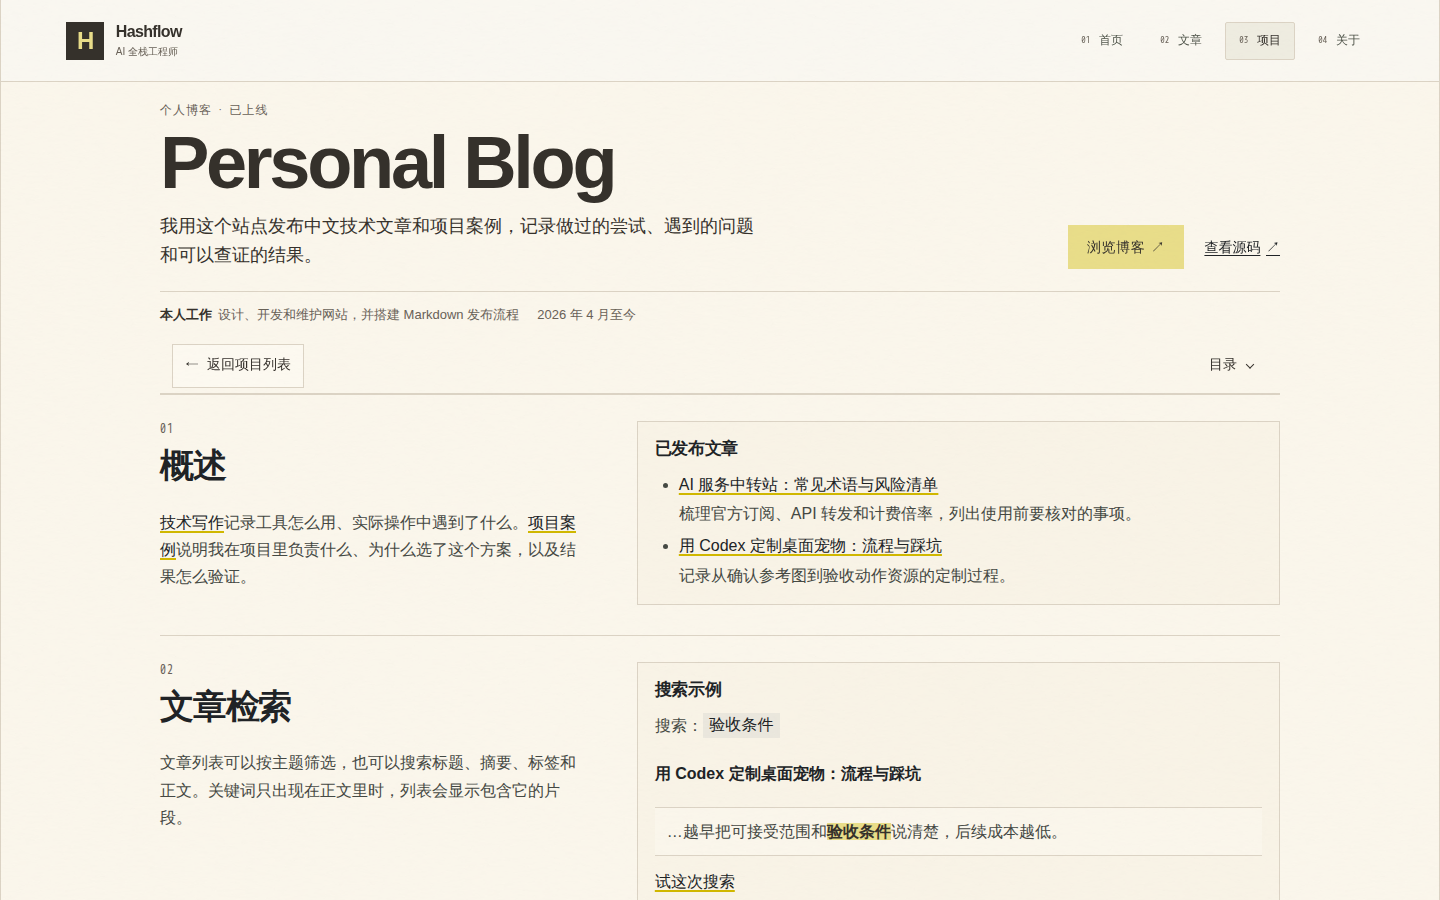 H
Hashflow
AI 全栈工程师
01 首页
02 文章
03 项目
04 关于
个人博客 · 已上线
Personal Blog
我用这个站点发布中文技术文章和项目案例，记录做过的尝试、遇到的问题
和可以查证的结果。
浏览博客 ↗
查看源码 ↗
本人工作 设计、开发和维护网站，并搭建 Markdown 发布流程 2026 年 4 月至今
← 返回项目列表
目录
01
概述
技术写作记录工具怎么用、实际操作中遇到了什么。项目案
例说明我在项目里负责什么、为什么选了这个方案，以及结
果怎么验证。
已发布文章
• AI 服务中转站：常见术语与风险清单
梳理官方订阅、API 转发和计费倍率，列出使用前要核对的事项。
• 用 Codex 定制桌面宠物：流程与踩坑
记录从确认参考图到验收动作资源的定制过程。
02
文章检索
文章列表可以按主题筛选，也可以搜索标题、摘要、标签和
正文。关键词只出现在正文里时，列表会显示包含它的片
段。
搜索示例
搜索： 验收条件
用 Codex 定制桌面宠物：流程与踩坑
…越早把可接受范围和验收条件说清楚，后续成本越低。
试这次搜索